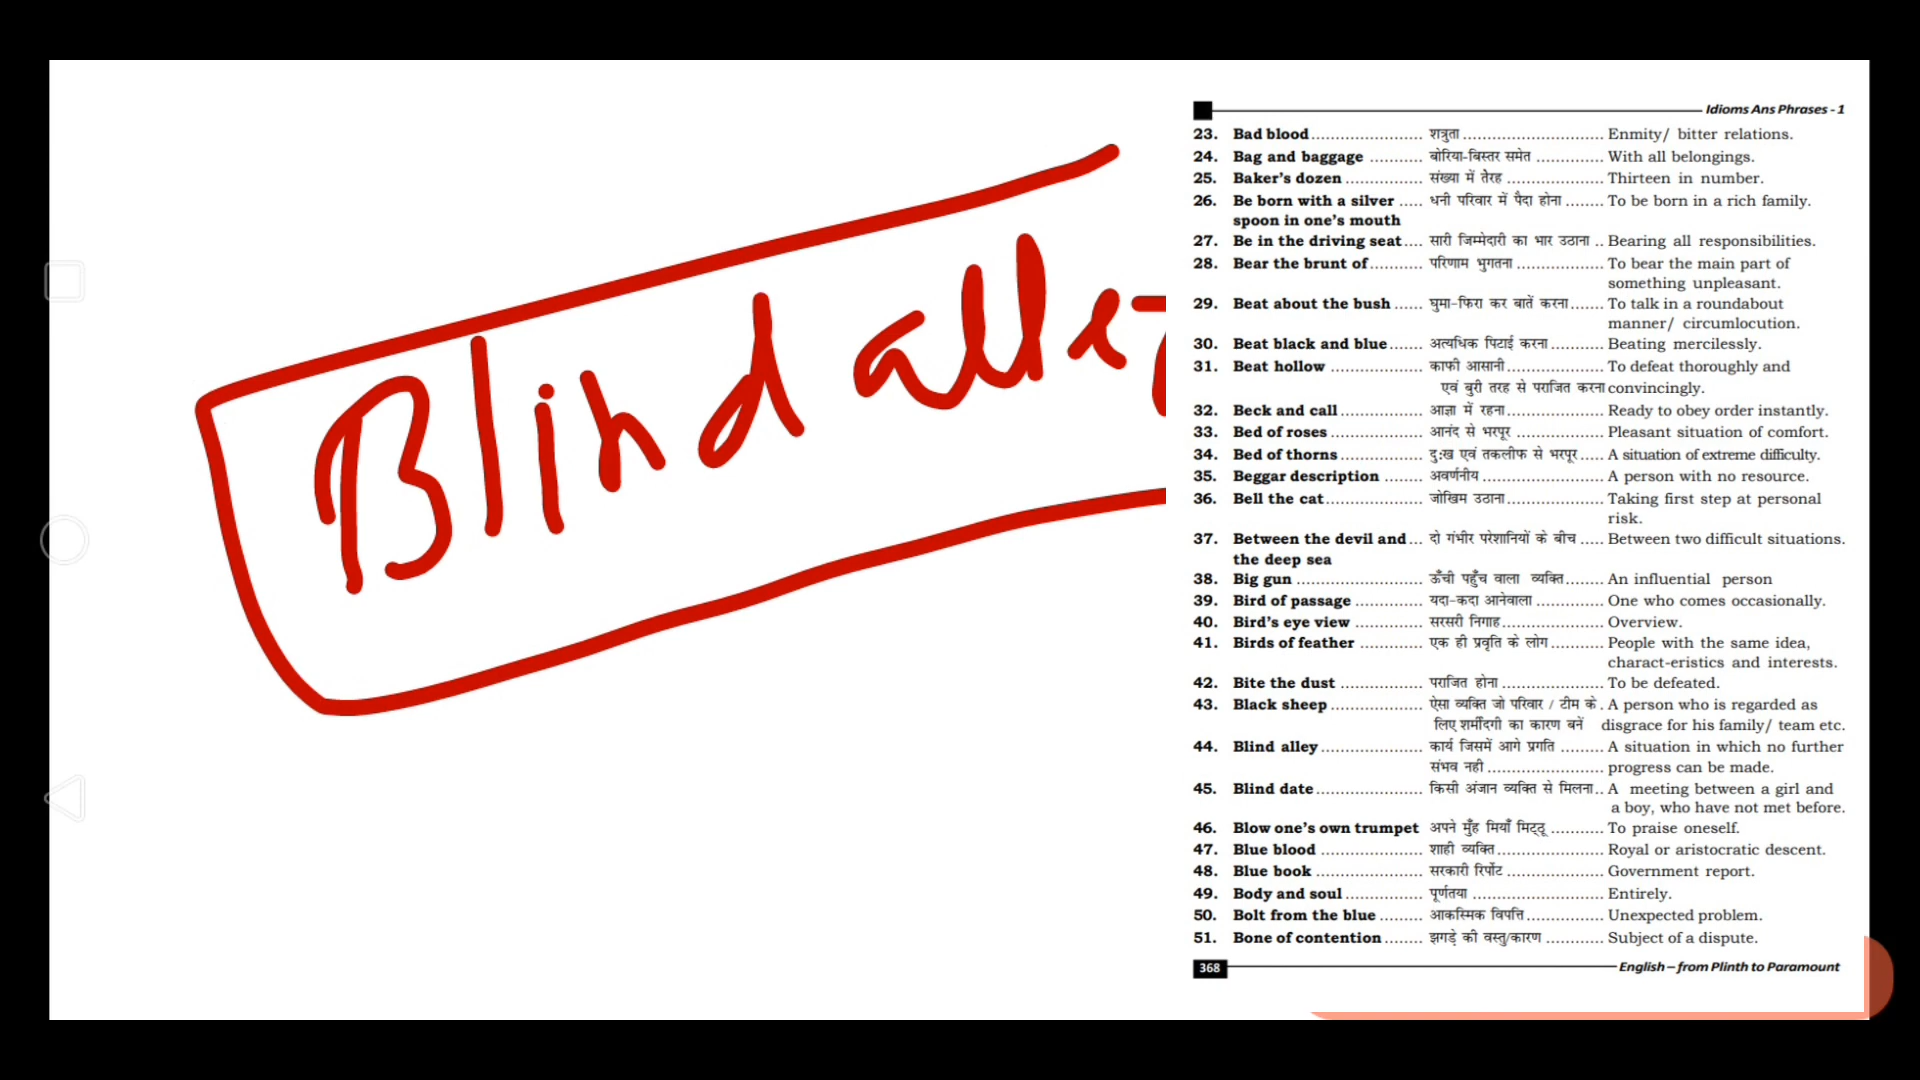 Blind alley
Idioms Ans Phrases - 1
23. Bad blood ....................... शत्रुता ............................. Enmity/ bitter relations.
24. Bag and baggage ........... बोरिया-बिस्तर समेत .............. With all belongings.
25. Baker's dozen ................ संख्या में तेरह .................... Thirteen in number.
26. Be born with a silver ..... धनी परिवार में पैदा होना ........ To be born in a rich family.
spoon in one's mouth
27. Be in the driving seat .... सारी जिम्मेदारी का भार उठाना .. Bearing all responsibilities.
28. Bear the brunt of ........... परिणाम भुगतना .................. To bear the main part of
something unpleasant.
29. Beat about the bush ...... घुमा-फिरा कर बातें करना ....... To talk in a roundabout
manner/ circumlocution.
30. Beat black and blue ....... अत्यधिक पिटाई करना ........... Beating mercilessly.
31. Beat hollow ................... काफी आसानी .................... To defeat thoroughly and
एवं बुरी तरह से पराजित करना convincingly.
32. Beck and call ................. आज्ञा में रहना .................... Ready to obey order instantly.
33. Bed of roses ................... आनंद से भरपूर .................. Pleasant situation of comfort.
34. Bed of thorns ................. दु:ख एवं तकलीफ से भरपूर ..... A situation of extreme difficulty.
35. Beggar description ........ अवर्णनीय ......................... A person with no resource.
36. Bell the cat .................... जोखिम उठाना .................... Taking first step at personal
risk.
37. Between the devil and ... दो गंभीर परेशानियों के बीच ..... Between two difficult situations.
the deep sea
38. Big gun .......................... ऊँची पहुँच वाला व्यक्ति ........ An influential person
39. Bird of passage .............. यदा-कदा आनेवाला .............. One who comes occasionally.
40. Bird's eye view .............. सरसरी निगाह ..................... Overview.
41. Birds of feather ............. एक ही प्रवृति के लोग ........... People with the same idea,
charact-eristics and interests.
42. Bite the dust ................. पराजित होना ...................... To be defeated.
43. Black sheep ................... ऐसा व्यक्ति जो परिवार / टीम के . A person who is regarded as
लिए शर्मींदगी का कारण बनें disgrace for his family/ team etc.
44. Blind alley ..................... कार्य जिसमें आगे प्रगति ......... A situation in which no further
संभव नही ........................ progress can be made.
45. Blind date ...................... किसी अंजान व्यक्ति से मिलना .. A meeting between a girl and
a boy, who have not met before.
46. Blow one's own trumpet अपने मुँह मियाँ मिट्ठू ........... To praise oneself.
47. Blue blood ..................... शाही व्यक्ति ...................... Royal or aristocratic descent.
48. Blue book ...................... सरकारी रिपोंट .................... Government report.
49. Body and soul ................ पूर्णतया ........................... Entirely.
50. Bolt from the blue ......... आकस्मिक विपत्ति ................ Unexpected problem.
51. Bone of contention ........ झगड़े की वस्तु/कारण ............ Subject of a dispute.
368 English – from Plinth to Paramount